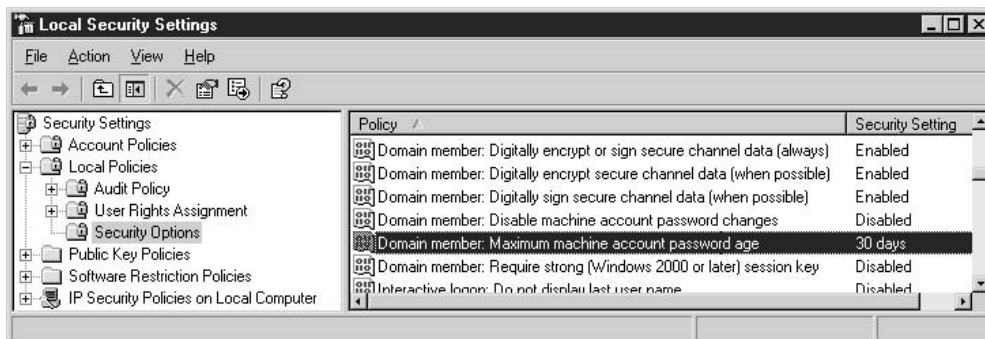 Local Security Settings
File Action View Help
Security Settings
Account Policies
Local Policies
Audit Policy
User Rights Assignment
Security Options
Public Key Policies
Software Restriction Policies
IP Security Policies on Local Computer
Policy Security Setting
Domain member: Digitally encrypt or sign secure channel data (always) Enabled
Domain member: Digitally encrypt secure channel data (when possible) Enabled
Domain member: Digitally sign secure channel data (when possible) Enabled
Domain member: Disable machine account password changes Disabled
Domain member: Maximum machine account password age 30 days
Domain member: Require strong (Windows 2000 or later) session key Disabled
Interactive logon: Do not display last user name Disabled